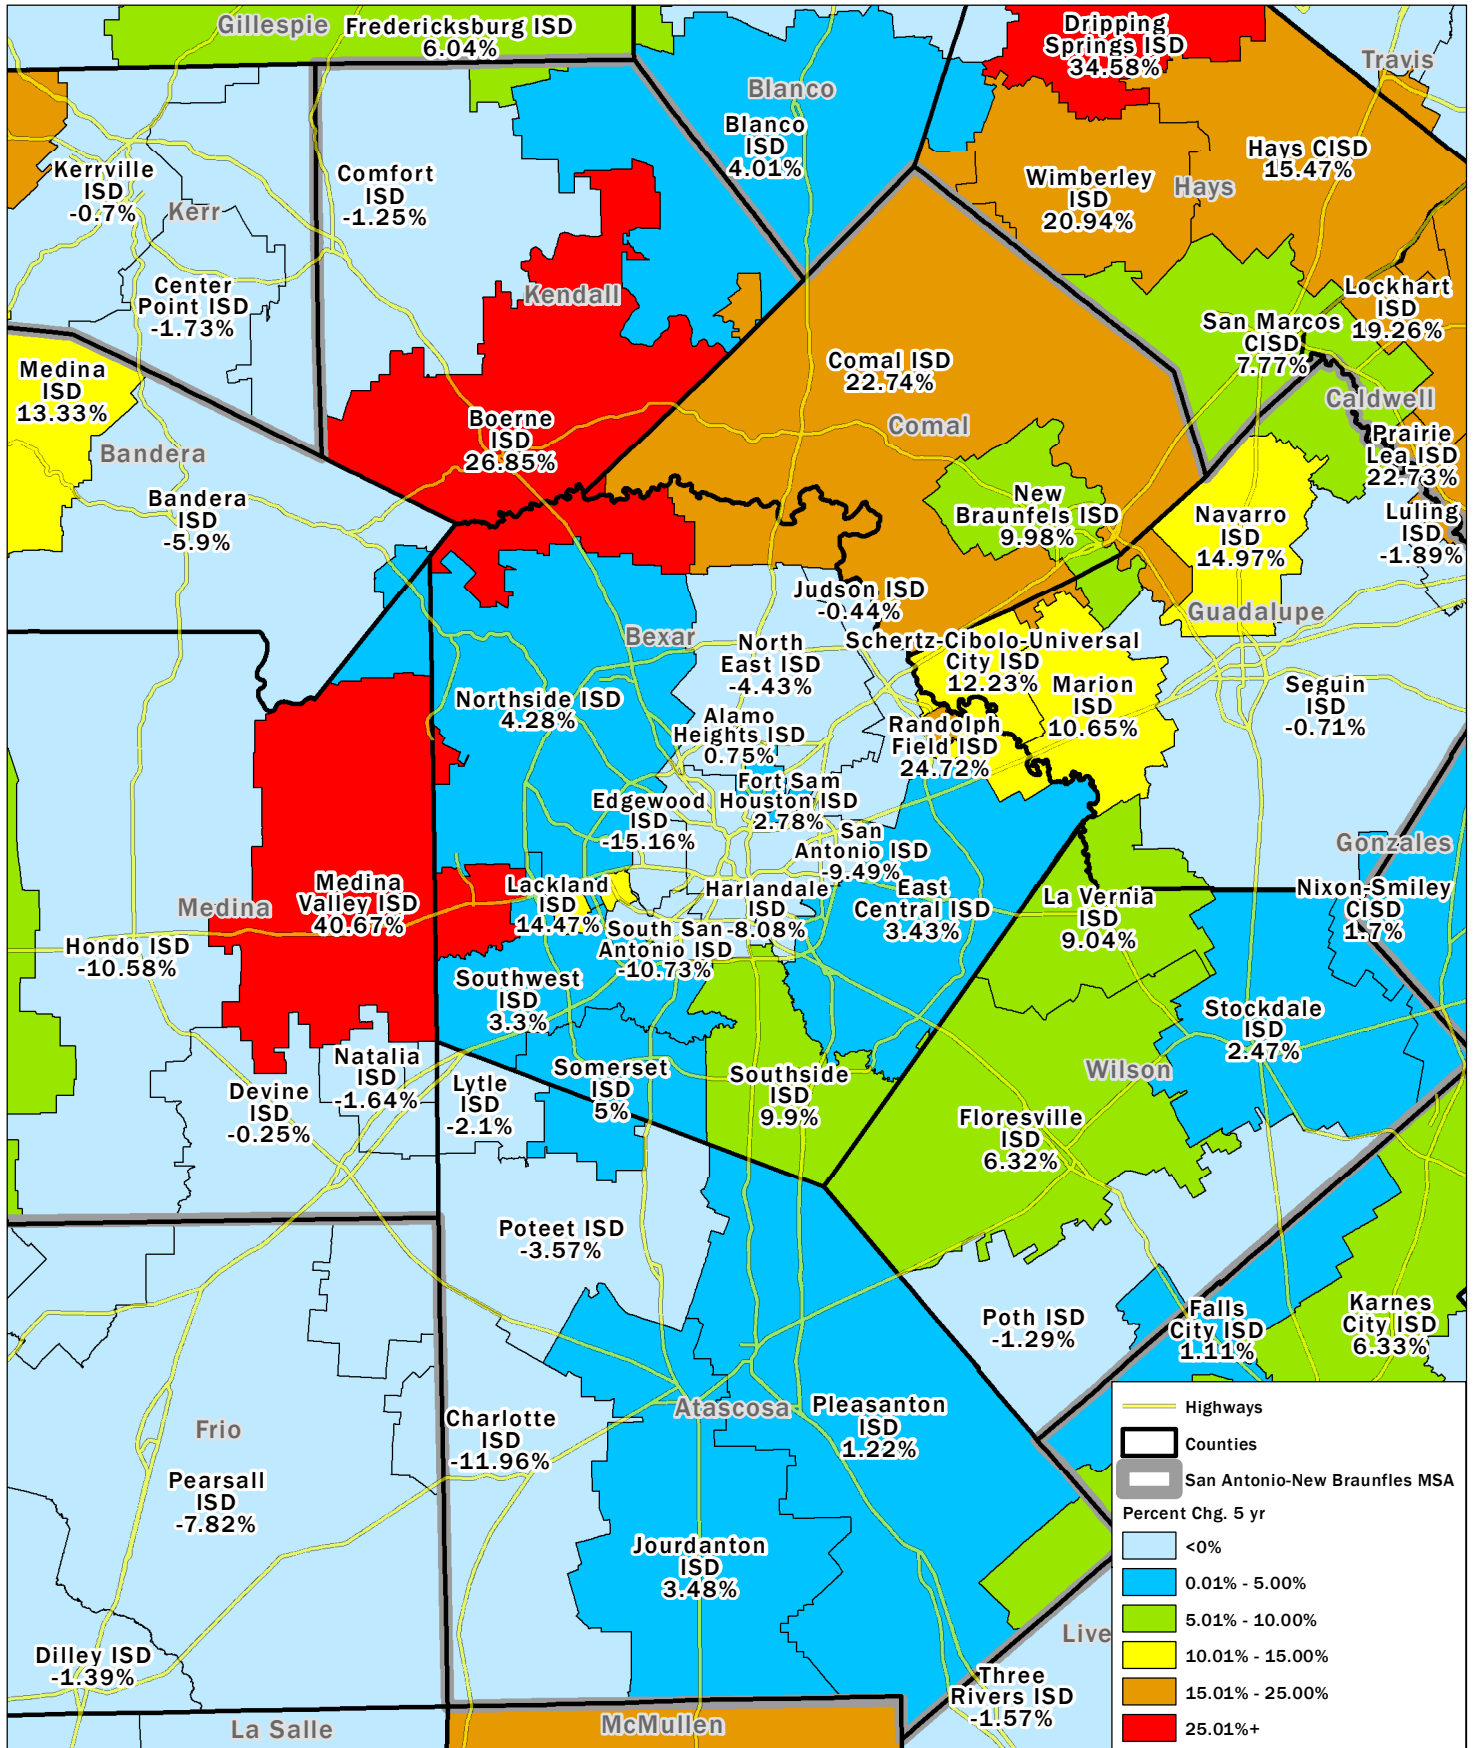 Gillespie
Fredericksburg ISD
6.04%
Dripping
Springs ISD
34.58%
Travis
Blanco
Blanco
ISD
4.01%
Kerrville
ISD
-0.7%
Kerr
Comfort
ISD
-1.25%
Wimberley
ISD
20.94%
Hays
Hays CISD
15.47%
Center
Point ISD
-1.73%
Kendall
Lockhart
ISD
19.26%
San Marcos
CISD
7.77%
Medina
ISD
13.33%
Comal ISD
22.74%
Comal
Caldwell
Boerne
ISD
26.85%
Prairie
Lea ISD
22.73%
Bandera
Bandera
ISD
-5.9%
New
Braunfels ISD
9.98%
Navarro
ISD
14.97%
Luling
ISD
-1.89%
Judson ISD
-0.44%
Guadalupe
Bexar
North
East ISD
-4.43%
Schertz-Cibolo-Universal
City ISD
12.23%
Marion
ISD
10.65%
Seguin
ISD
-0.71%
Northside ISD
4.28%
Alamo
Heights ISD
0.75%
Randolph
Field ISD
24.72%
Fort Sam
Houston ISD
2.78%
Edgewood
ISD
-15.16%
San
Antonio ISD
-9.49%
Gonzales
Medina
Medina
Valley ISD
40.67%
Lackland
ISD
14.47%
Harlandale
ISD
-8.08%
East
Central ISD
3.43%
La Vernia
ISD
9.04%
Nixon-Smiley
CISD
1.7%
Hondo ISD
-10.58%
South San
Antonio ISD
-10.73%
Southwest
ISD
3.3%
Stockdale
ISD
2.47%
Natalia
ISD
-1.64%
Devine
ISD
-0.25%
Lytle
ISD
-2.1%
Somerset
ISD
5%
Southside
ISD
9.9%
Wilson
Floresville
ISD
6.32%
Poteet ISD
-3.57%
Poth ISD
-1.29%
Falls
City ISD
1.11%
Karnes
City ISD
6.33%
Frio
Charlotte
ISD
-11.96%
Atascosa
Pleasanton
ISD
1.22%
Pearsall
ISD
-7.82%
Jourdanton
ISD
3.48%
Dilley ISD
-1.39%
Live
Three
Rivers ISD
-1.57%
La Salle
McMullen
Highways
Counties
San Antonio-New Braunfles MSA
Percent Chg. 5 yr
<0%
0.01% - 5.00%
5.01% - 10.00%
10.01% - 15.00%
15.01% - 25.00%
25.01%+